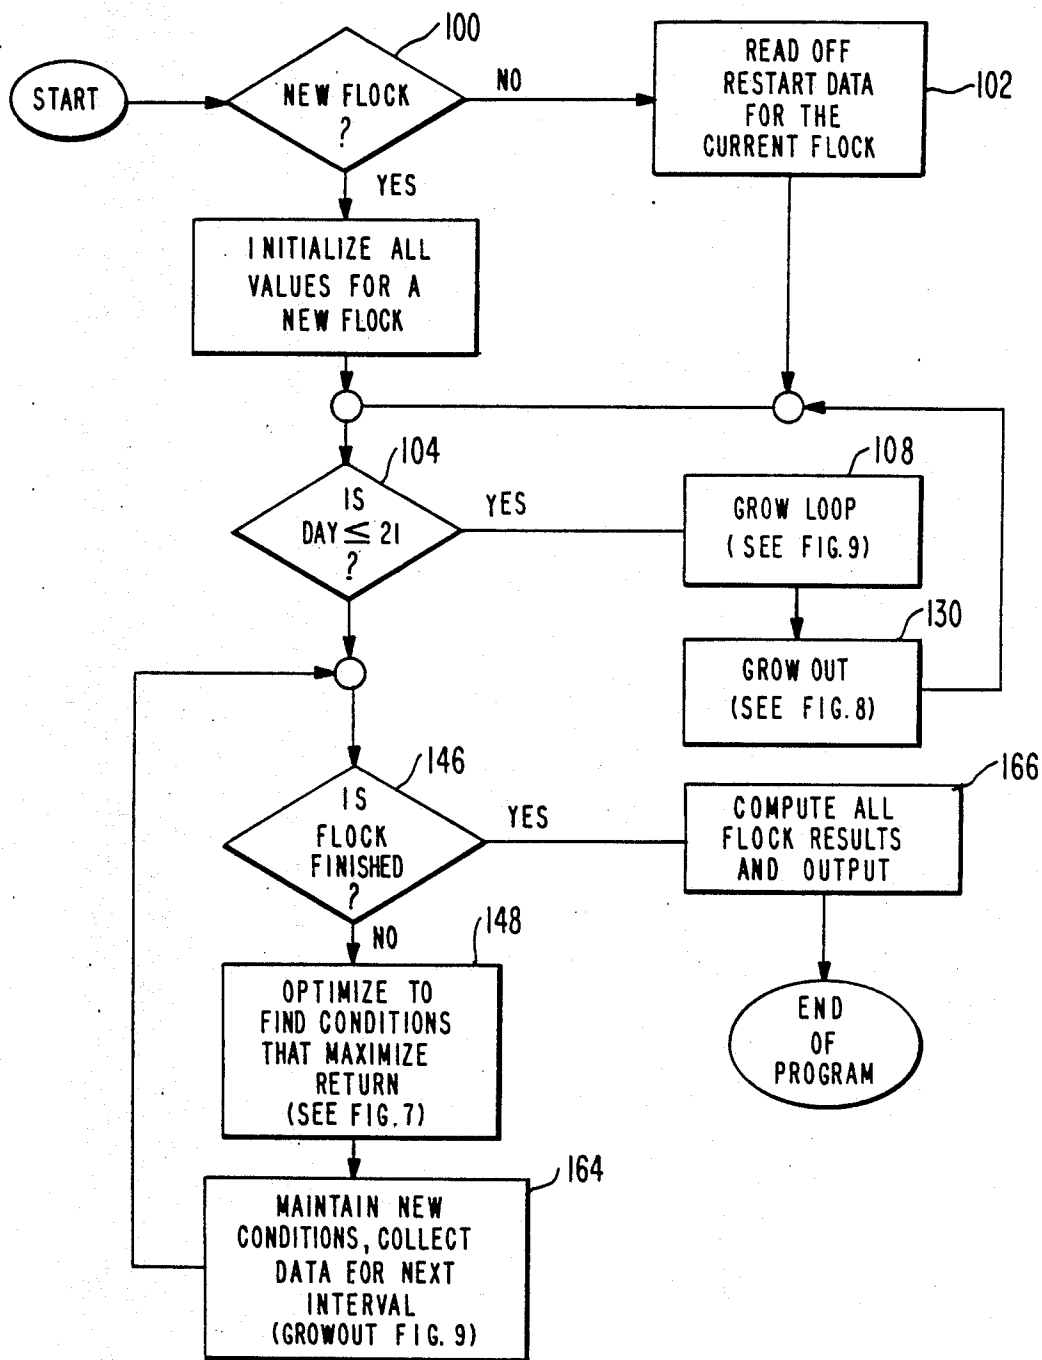 100
START
NEW FLOCK
?
NO
READ OFF
RESTART DATA
FOR THE
CURRENT FLOCK
102
YES
INITIALIZE ALL
VALUES FOR A
NEW FLOCK
104
IS
DAY ≤ 21
?
YES
108
GROW LOOP
(SEE FIG. 9)
130
GROW OUT
(SEE FIG. 8)
146
IS
FLOCK
FINISHED
?
YES
166
COMPUTE ALL
FLOCK RESULTS
AND OUTPUT
NO
148
OPTIMIZE TO
FIND CONDITIONS
THAT MAXIMIZE
RETURN
(SEE FIG. 7)
END
OF
PROGRAM
164
MAINTAIN NEW
CONDITIONS, COLLECT
DATA FOR NEXT
INTERVAL
(GROWOUT FIG. 9)